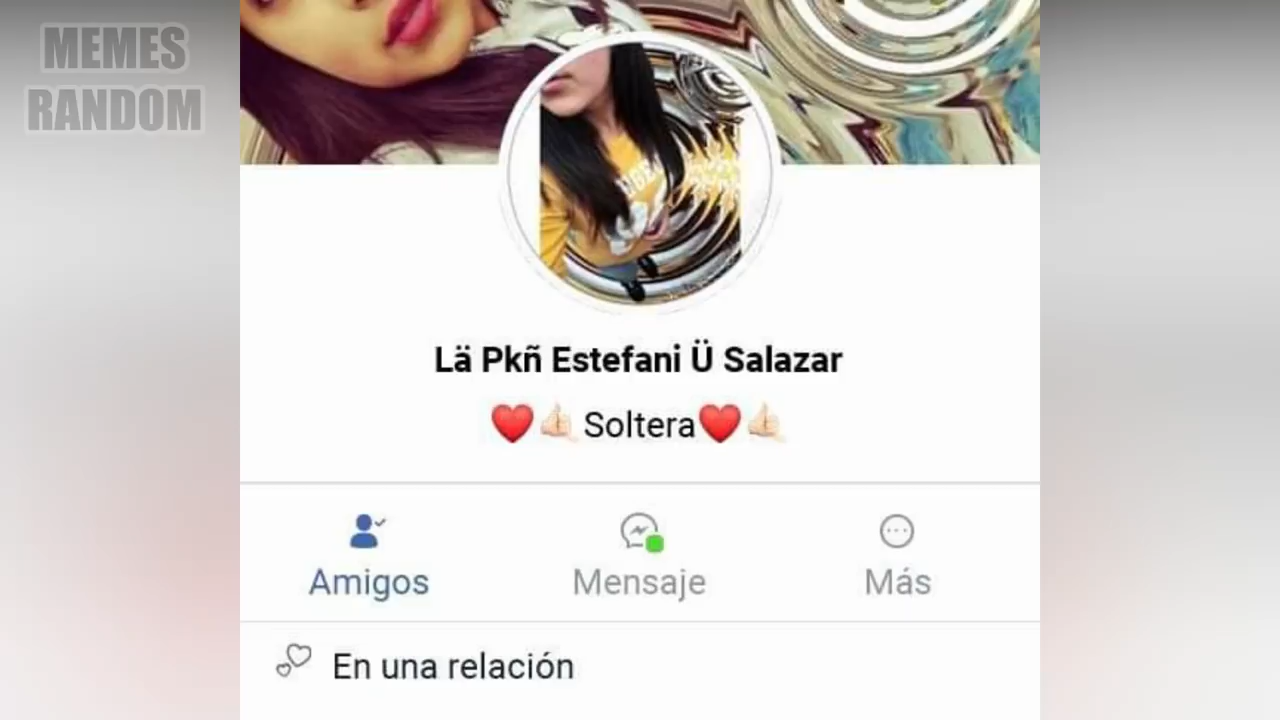 MEMES
RANDOM
Lä Pkñ Estefani Ü Salazar
❤️🤙🏻 Soltera❤️🤙🏻
Amigos
Mensaje
Más
En una relación